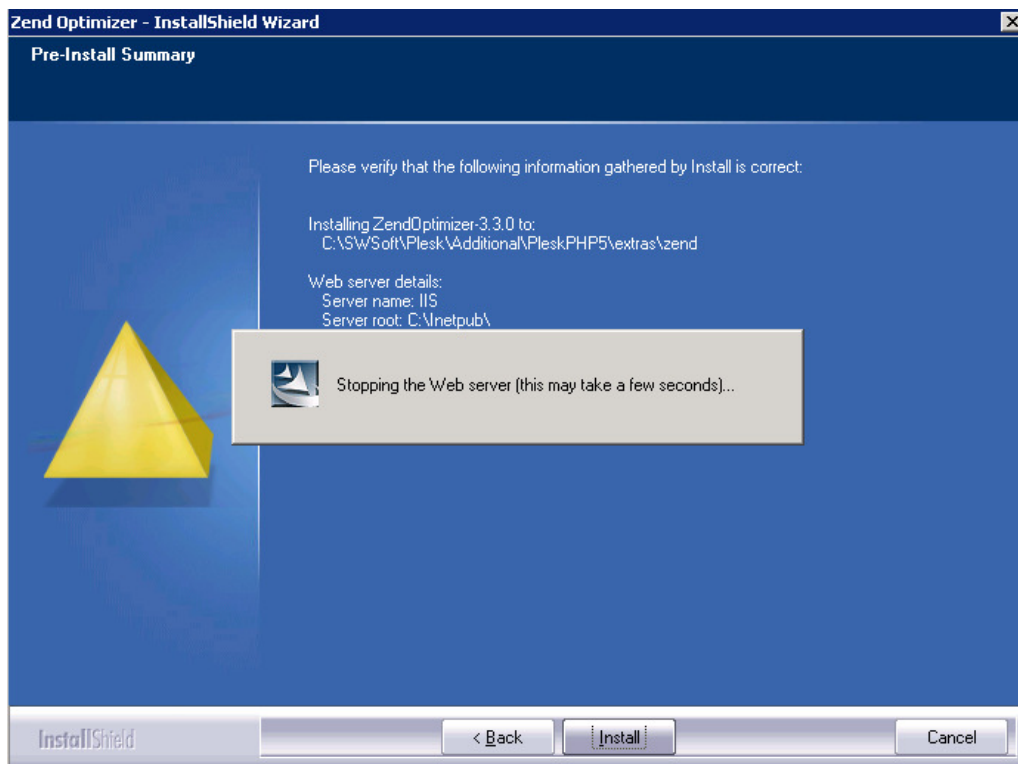 Zend Optimizer - InstallShield Wizard
Pre-Install Summary
Please verify that the following information gathered by Install is correct:
Installing ZendOptimizer-3.3.0 to:
C:\SWSoft\Plesk\Additional\PleskPHP5\extras\zend
Web server details:
Server name: IIS
Server root: C:\Inetpub\
Stopping the Web server (this may take a few seconds)...
InstallShield
< Back
Install
Cancel